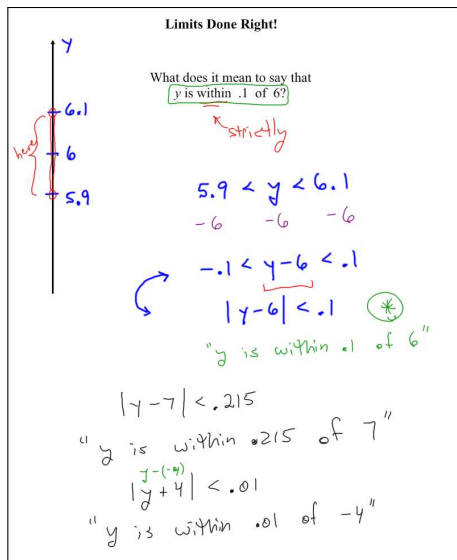 Limits Done Right!
y
What does it mean to say that
y is within .1 of 6?
strictly
6.1
here
6
5.9
5.9 < y < 6.1
-6 -6 -6
-.1 < y-6 < .1
|y-6| < .1 *
"y is within .1 of 6"
|y-7| < .215
"y is within .215 of 7"
y-(-4)
|y+4| < .01
"y is within .01 of -4"